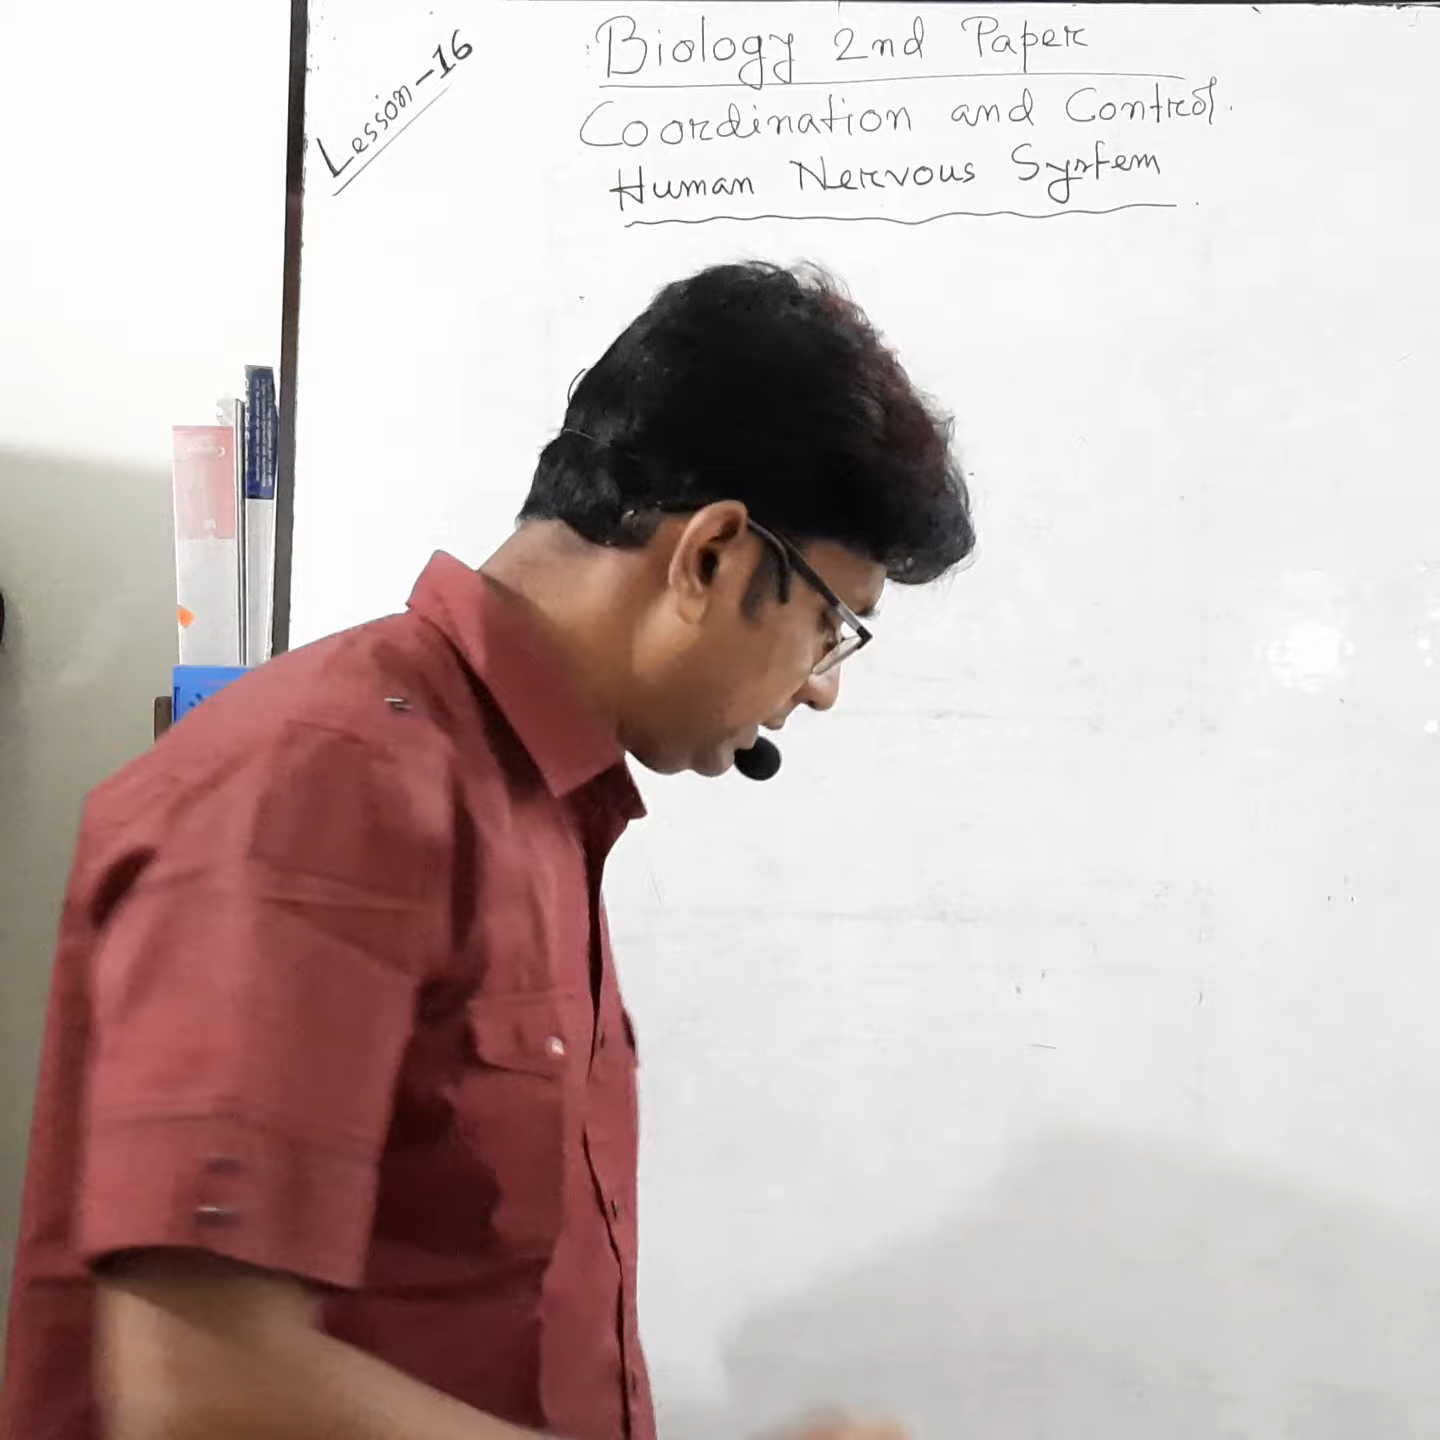 Lesson-16
Biology 2nd Paper
Coordination and Control.
Human Nervous System